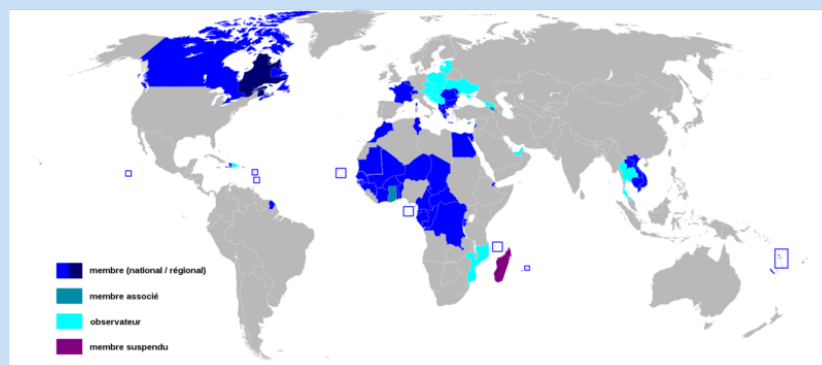 membre (national / régional)
membre associé
observateur
membre suspendu